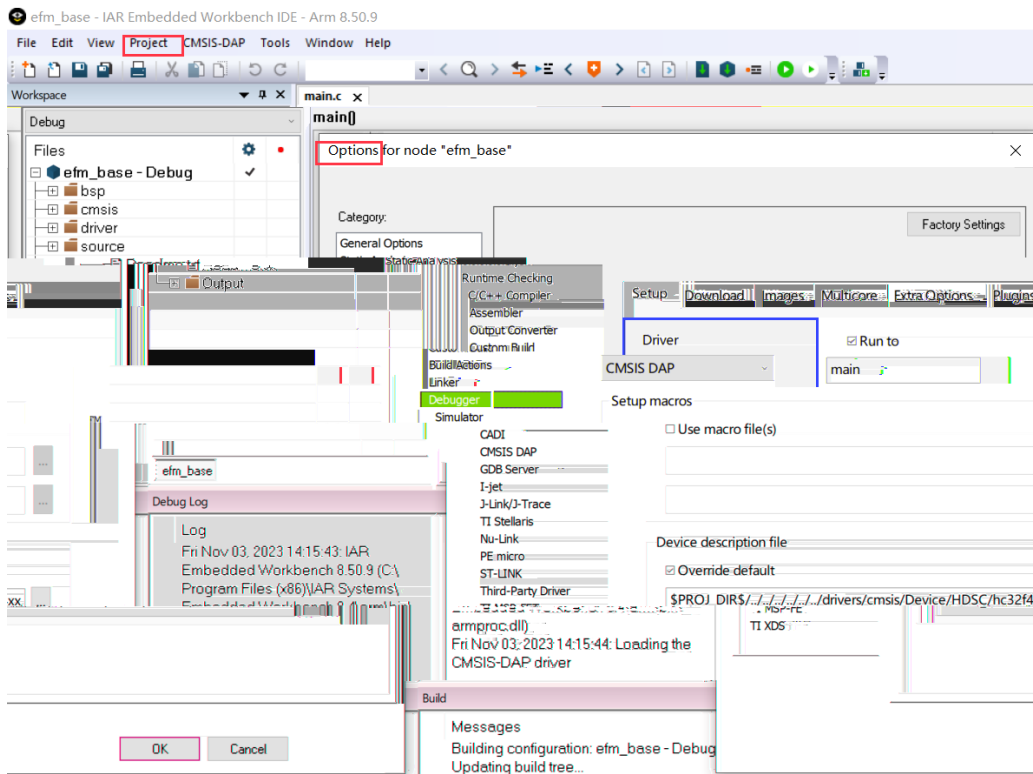 efm_base - IAR Embedded Workbench IDE - Arm 8.50.9
File Edit View Project CMSIS-DAP Tools Window Help
Workspace
main.c
Debug
main()
Files
Options for node "efm_base"
efm_base - Debug
bsp
cmsis
driver
source
Output
Category:
Factory Settings
General Options
Runtime Checking
C/C++ Compiler
Assembler
Output Converter
Custom Build
Build Actions
Linker
Debugger
Simulator
CADI
CMSIS DAP
GDB Server
I-jet
J-Link/J-Trace
TI Stellaris
Nu-Link
PE micro
ST-LINK
Third-Party Driver
TI XDS
Setup Download Images Multicore Extra Options Plugins
Driver
Run to
CMSIS DAP
main
Setup macros
Use macro file(s)
Device description file
Override default
$PROJ_DIR$/../../../../../../drivers/cmsis/Device/HDSC/hc32f4
efm_base
Debug Log
Log
Fri Nov 03, 2023 14:15:43: IAR
Embedded Workbench 8.50.9 (C:\
Program Files (x86)\IAR Systems\
armproc.dll)
Fri Nov 03, 2023 14:15:44: Loading the
CMSIS-DAP driver
Build
Messages
Building configuration: efm_base - Debug
Updating build tree...
OK
Cancel